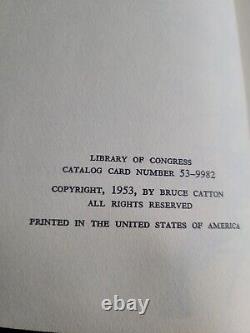 LIBRARY OF CONGRESS
CATALOG CARD NUMBER 53-9982
COPYRIGHT, 1953, BY BRUCE CATTON
ALL RIGHTS RESERVED
PRINTED IN THE UNITED STATES OF AMERICA
ebay